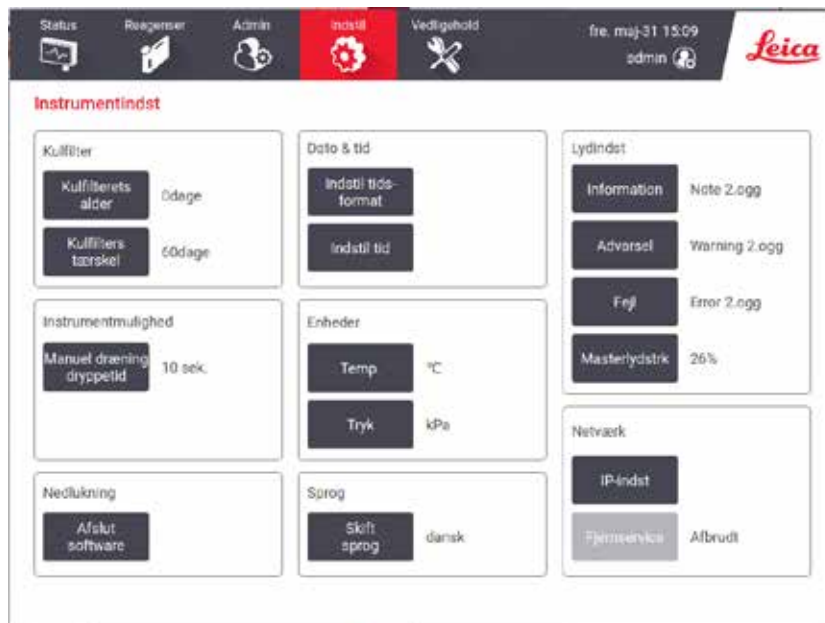 Status
Reagenser
Admin
Indstil
Vedligehold
fre. maj-31 15:09
admin
Leica
Instrumentindst
Kulfilter
Kulfilterets
alder
0dage
Kulfilters
tærskel
60dage
Instrumentmulighed
Manuel dræning
dryppetid
10 sek.
Nedlukning
Afslut
software
Dato & tid
Indstil tids-
format
Indstil tid
Enheder
Temp
°C
Tryk
kPa
Sprog
Skift
sprog
dansk
Lydindst
Information
Note 2.ogg
Advarsel
Warning 2.ogg
Fejl
Error 2.ogg
Masterlydstrk
26%
Netværk
IP-indst
Fjernservice
Afbrudt